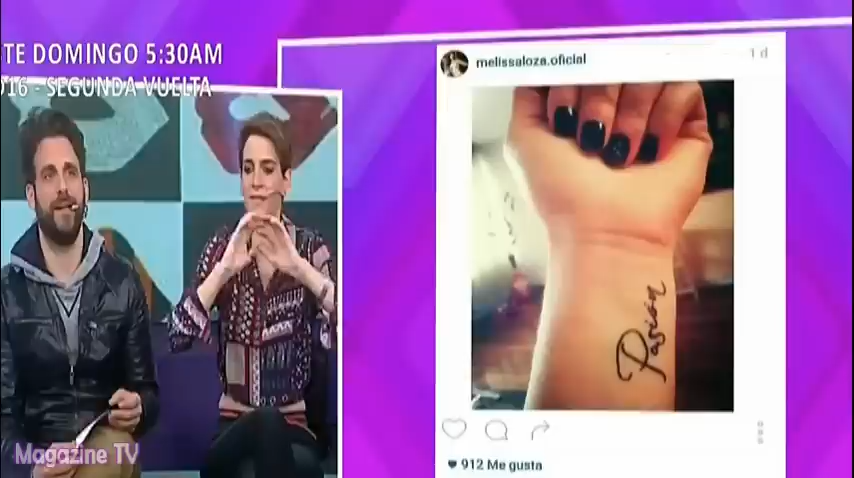 TE DOMINGO 5:30AM
016 - SEGUNDA VUELTA
melissaloza.oficial
1 d
Pasión
912 Me gusta
Magazine TV